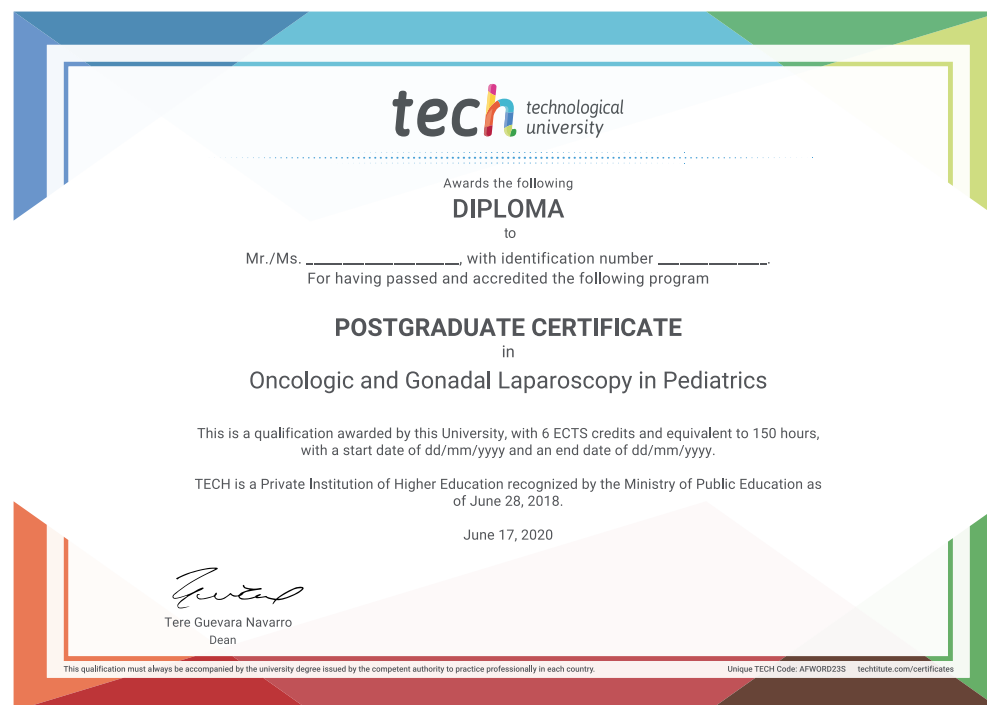 tech technological
university
Awards the following
DIPLOMA
to
Mr./Ms. ___________________, with identification number ______________.
For having passed and accredited the following program
POSTGRADUATE CERTIFICATE
in
Oncologic and Gonadal Laparoscopy in Pediatrics
This is a qualification awarded by this University, with 6 ECTS credits and equivalent to 150 hours,
with a start date of dd/mm/yyyy and an end date of dd/mm/yyyy.
TECH is a Private Institution of Higher Education recognized by the Ministry of Public Education as
of June 28, 2018.
June 17, 2020
Tere Guevara Navarro
Dean
This qualification must always be accompanied by the university degree issued by the competent authority to practice professionally in each country.
Unique TECH Code: AFWORD23S techtitute.com/certificates